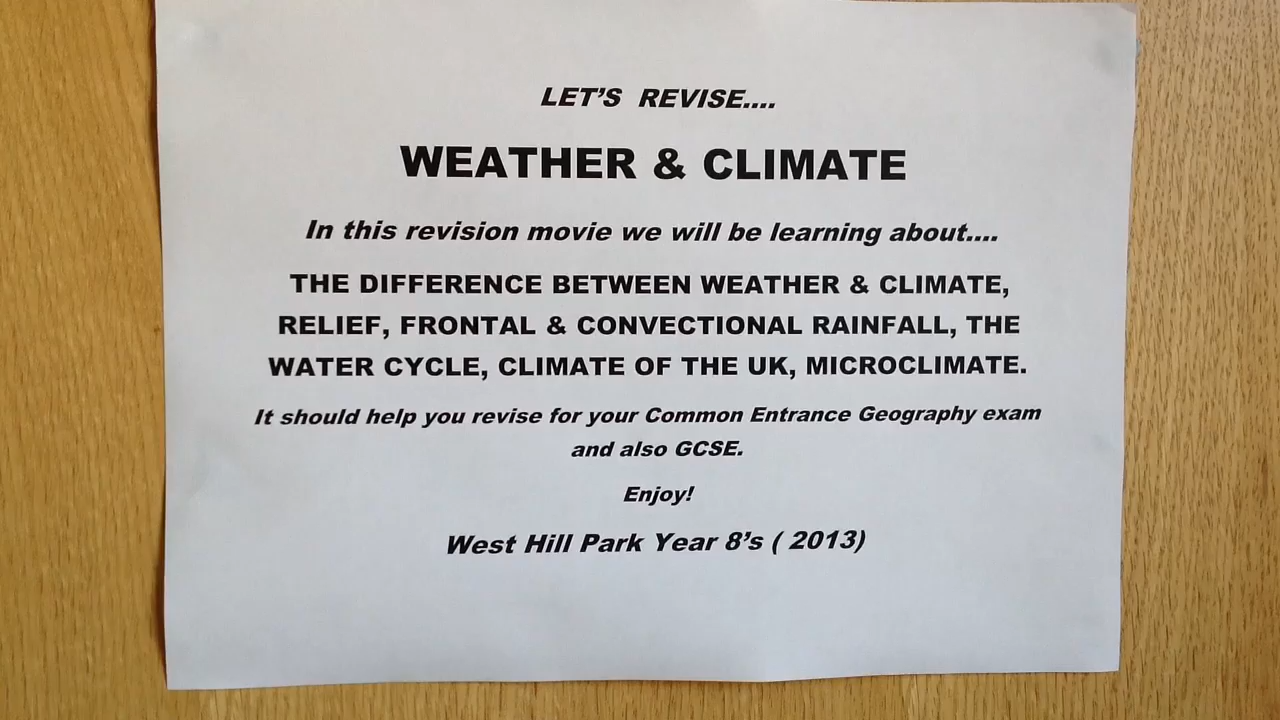 LET'S REVISE....
WEATHER & CLIMATE
In this revision movie we will be learning about....
THE DIFFERENCE BETWEEN WEATHER & CLIMATE,
RELIEF, FRONTAL & CONVECTIONAL RAINFALL, THE
WATER CYCLE, CLIMATE OF THE UK, MICROCLIMATE.
It should help you revise for your Common Entrance Geography exam
and also GCSE.
Enjoy!
West Hill Park Year 8's ( 2013)